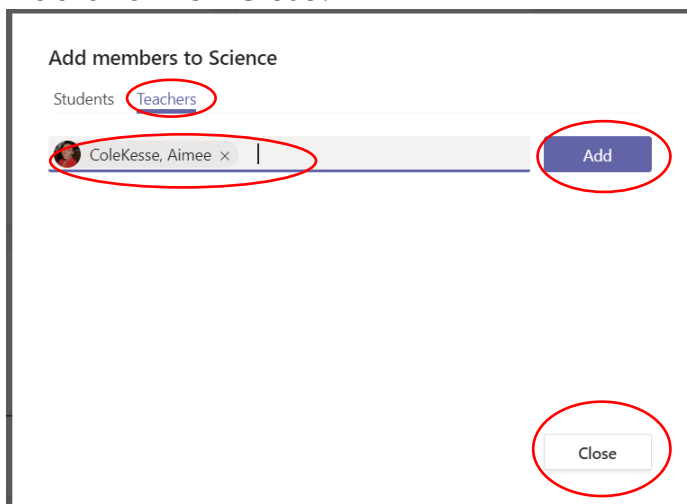 Add members to Science
Students Teachers
ColeKesse, Aimee × Add
Close